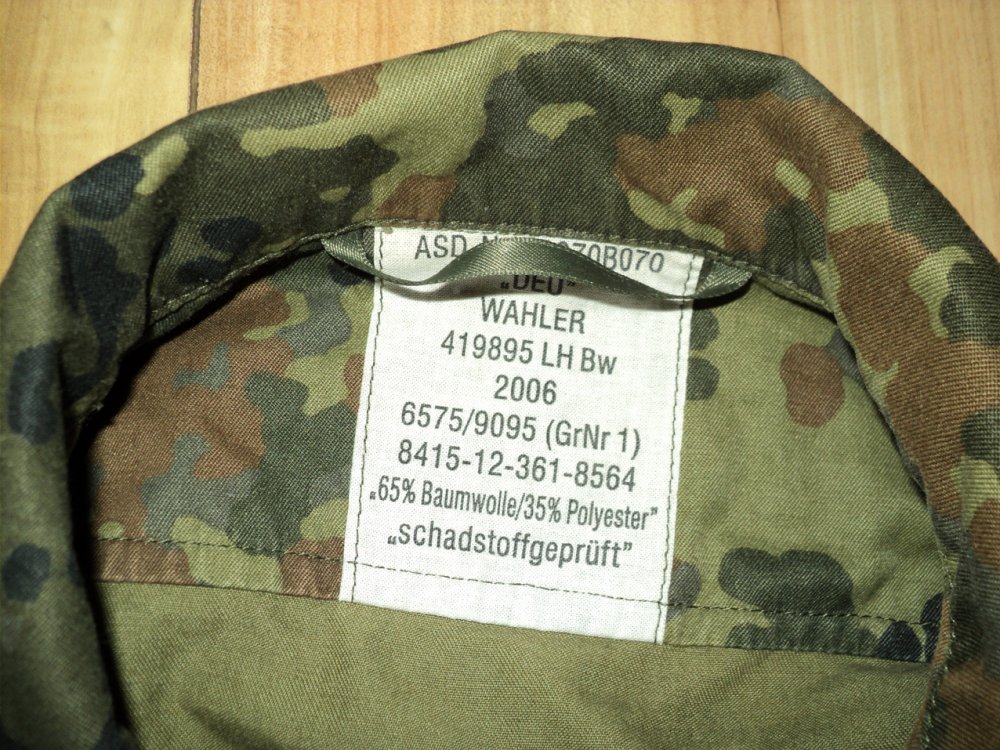 ASD 070B070
„DEU"
WAHLER
419895 LH Bw
2006
6575/9095 (GrNr 1)
8415-12-361-8564
„65% Baumwolle/35% Polyester"
„schadstoffgeprüft"